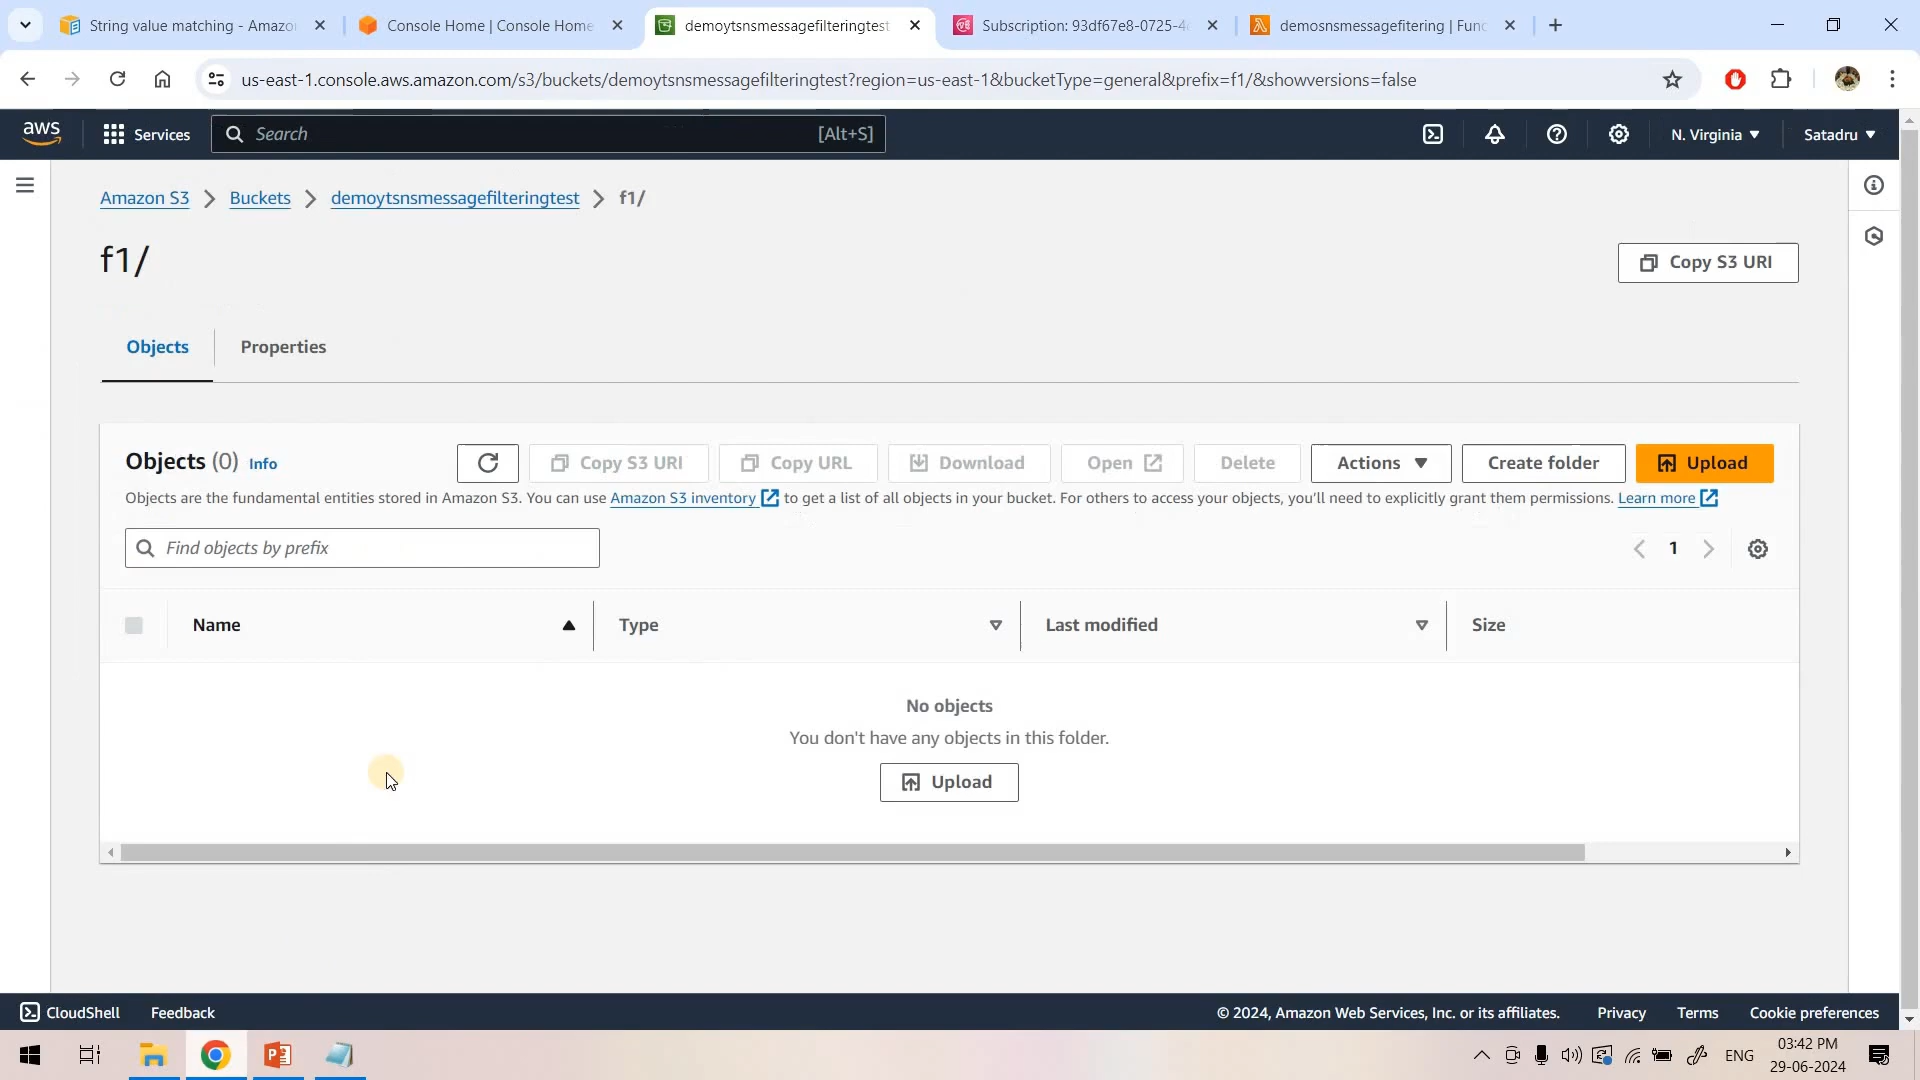 String value matching - Amazo
Console Home | Console Home
demoytsnsmessagefilteringtest
Subscription: 93df67e8-0725-4
demosnsmessagefitering | Func
us-east-1.console.aws.amazon.com/s3/buckets/demoytsnsmessagefilteringtest?region=us-east-1&bucketType=general&prefix=f1/&showversions=false
aws
Services
Search
[Alt+S]
N. Virginia
Satadru
Amazon S3
Buckets
demoytsnsmessagefilteringtest
f1/
f1/
Copy S3 URI
Objects
Properties
Objects (0) Info
Copy S3 URI
Copy URL
Download
Open
Delete
Actions
Create folder
Upload
Objects are the fundamental entities stored in Amazon S3. You can use Amazon S3 inventory to get a list of all objects in your bucket. For others to access your objects, you'll need to explicitly grant them permissions. Learn more
Find objects by prefix
1
Name
Type
Last modified
Size
No objects
You don't have any objects in this folder.
Upload
CloudShell
Feedback
© 2024, Amazon Web Services, Inc. or its affiliates.
Privacy
Terms
Cookie preferences
ENG
03:42 PM
29-06-2024